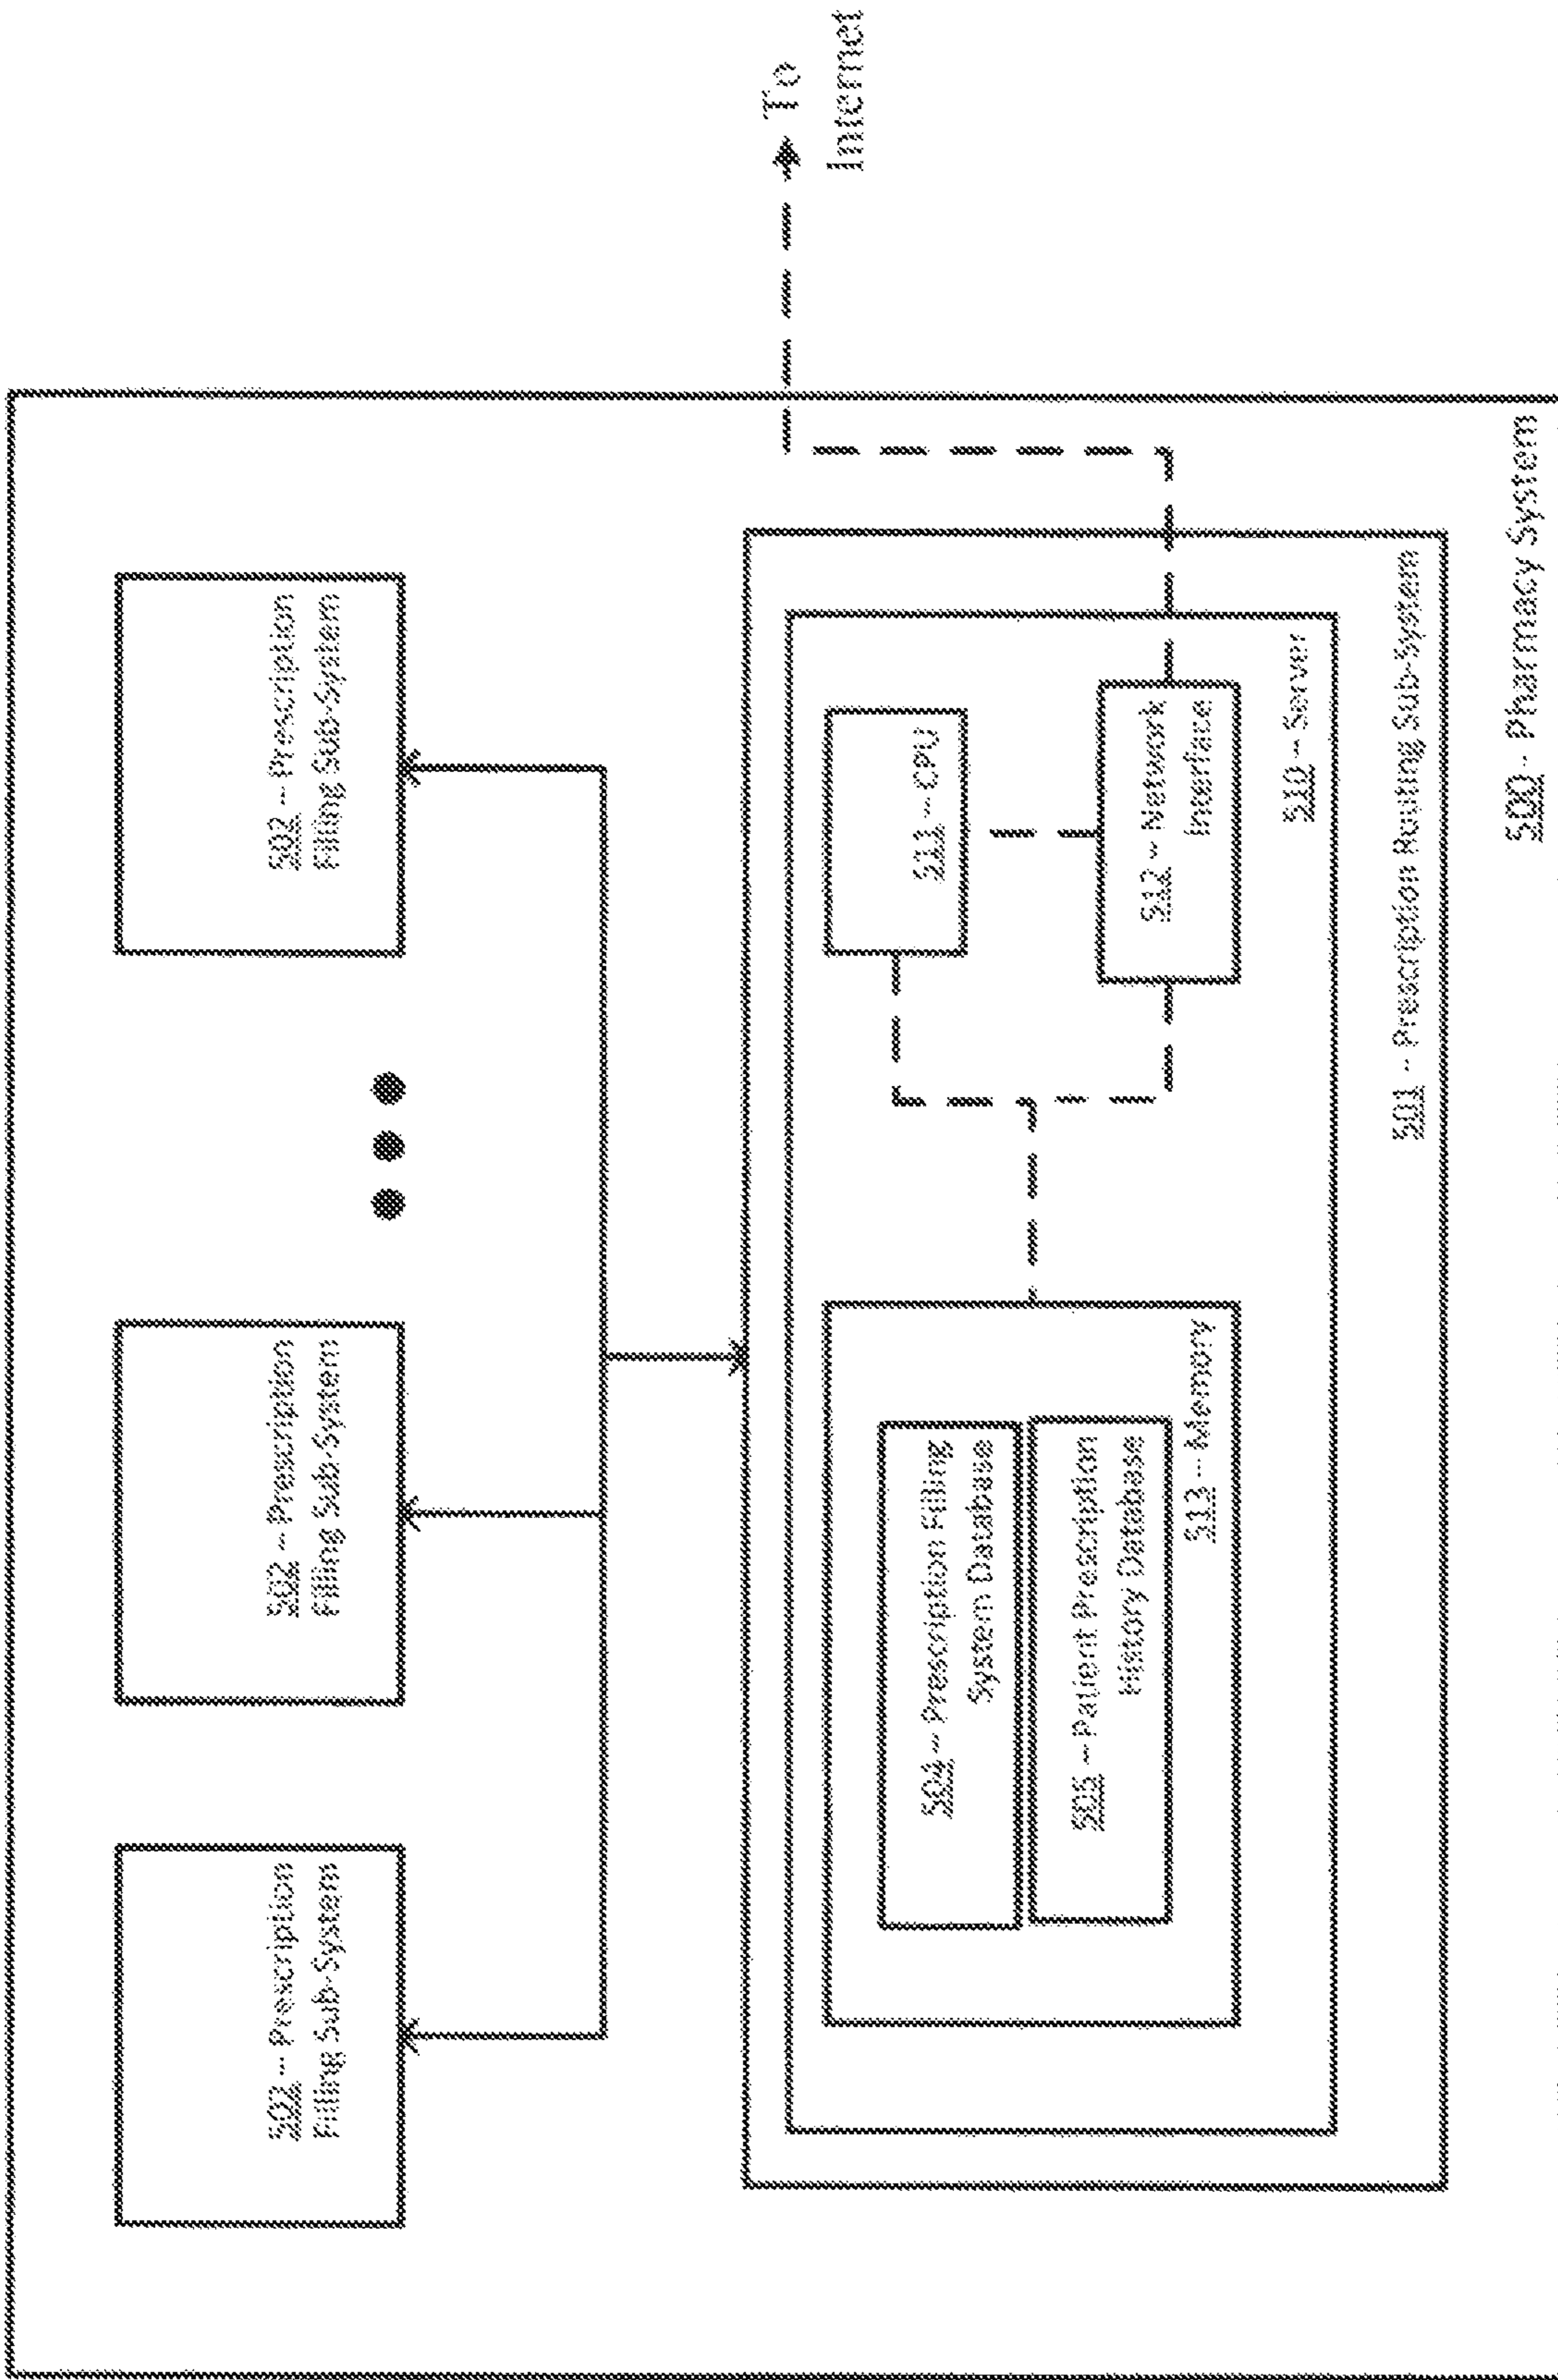 502 – Prescription
Filling Sub-System
502 – Prescription
Filling Sub-System
502 – Prescription
Filling Sub-System
To
Internet
504 – Prescription Filling
System Database
505 – Patient Prescription
History Database
513 – Memory
511 – CPU
512 – Network
Interface
510 – Server
501 – Prescription Routing Sub-System
500 - Pharmacy System